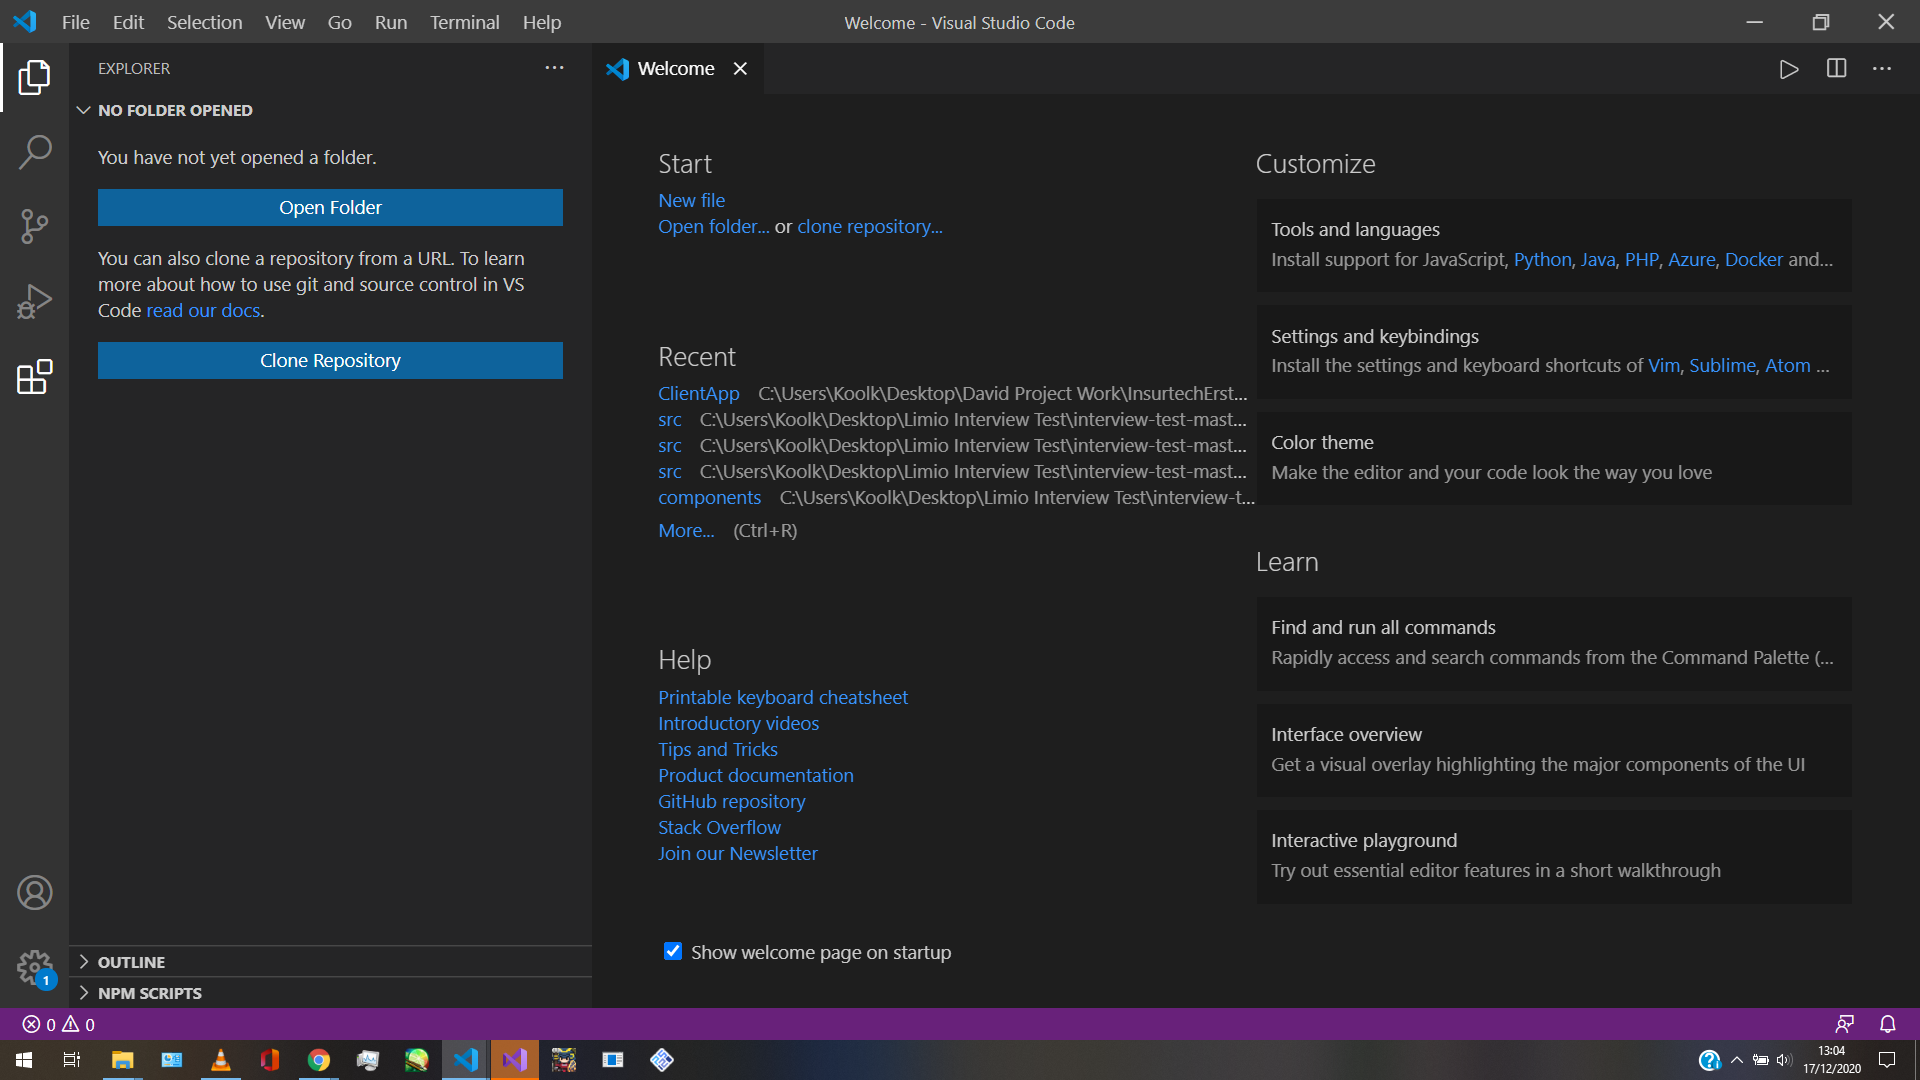 File Edit Selection View Go Run Terminal Help
Welcome - Visual Studio Code
EXPLORER
NO FOLDER OPENED
You have not yet opened a folder.
Open Folder
You can also clone a repository from a URL. To learn
more about how to use git and source control in VS
Code read our docs.
Clone Repository
OUTLINE
NPM SCRIPTS
1
Welcome
Start
New file
Open folder... or clone repository...
Recent
ClientApp C:\Users\Koolk\Desktop\David Project Work\InsurtechErst...
src C:\Users\Koolk\Desktop\Limio Interview Test\interview-test-mast...
src C:\Users\Koolk\Desktop\Limio Interview Test\interview-test-mast...
src C:\Users\Koolk\Desktop\Limio Interview Test\interview-test-mast...
components C:\Users\Koolk\Desktop\Limio Interview Test\interview-t...
More... (Ctrl+R)
Help
Printable keyboard cheatsheet
Introductory videos
Tips and Tricks
Product documentation
GitHub repository
Stack Overflow
Join our Newsletter
Show welcome page on startup
Customize
Tools and languages
Install support for JavaScript, Python, Java, PHP, Azure, Docker and...
Settings and keybindings
Install the settings and keyboard shortcuts of Vim, Sublime, Atom ...
Color theme
Make the editor and your code look the way you love
Learn
Find and run all commands
Rapidly access and search commands from the Command Palette (...
Interface overview
Get a visual overlay highlighting the major components of the UI
Interactive playground
Try out essential editor features in a short walkthrough
0 0
13:04
17/12/2020